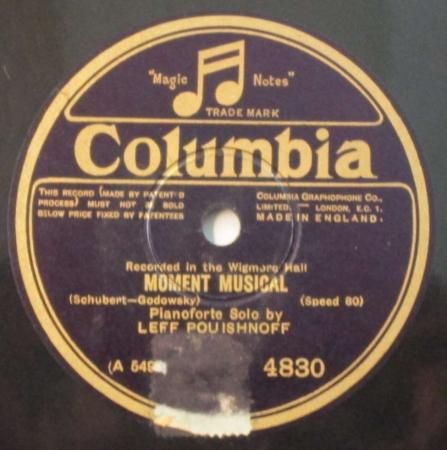 "Magic Notes"
TRADE MARK
Columbia
THIS RECORD (MADE BY PATENT'D
PROCESS) MUST NOT BE SOLD
BELOW PRICE FIXED BY PATENTEES
COLUMBIA GRAPHOPHONE CO.,
LIMITED, — LONDON, E.C. 1,
MADE IN ENGLAND.
Recorded in the Wigmore Hall
MOMENT MUSICAL
(Schubert—Godowsky) (Speed 80)
Pianoforte Solo by
LEFF POUISHNOFF
4830